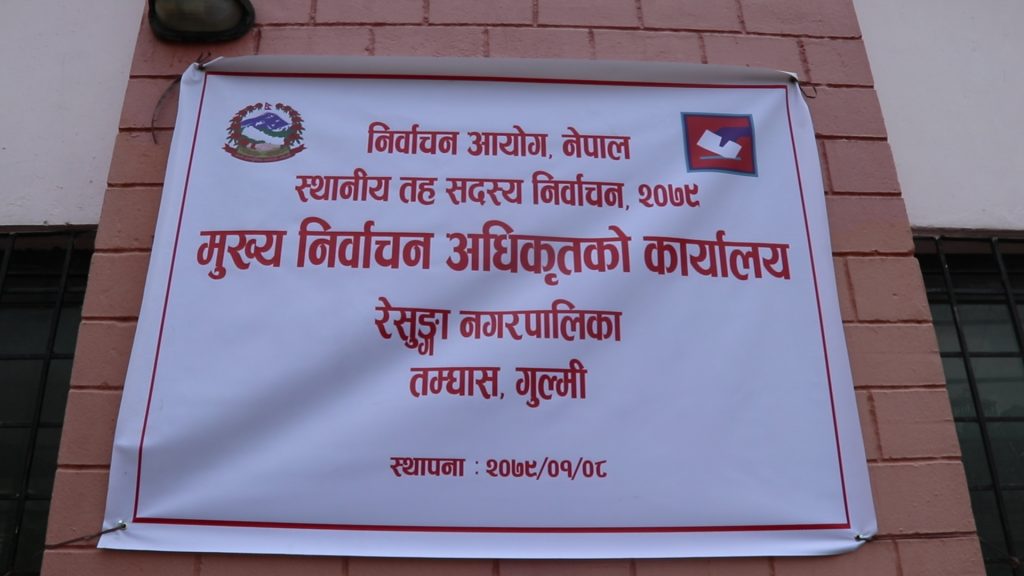 निर्वाचन आयोग, नेपाल
स्थानीय तह सदस्य निर्वाचन, २०७९
मुख्य निर्वाचन अधिकृतको कार्यालय
रेसुङ्गा नगरपालिका
तम्घास, गुल्मी
स्थापना : २०७९/०१/०८